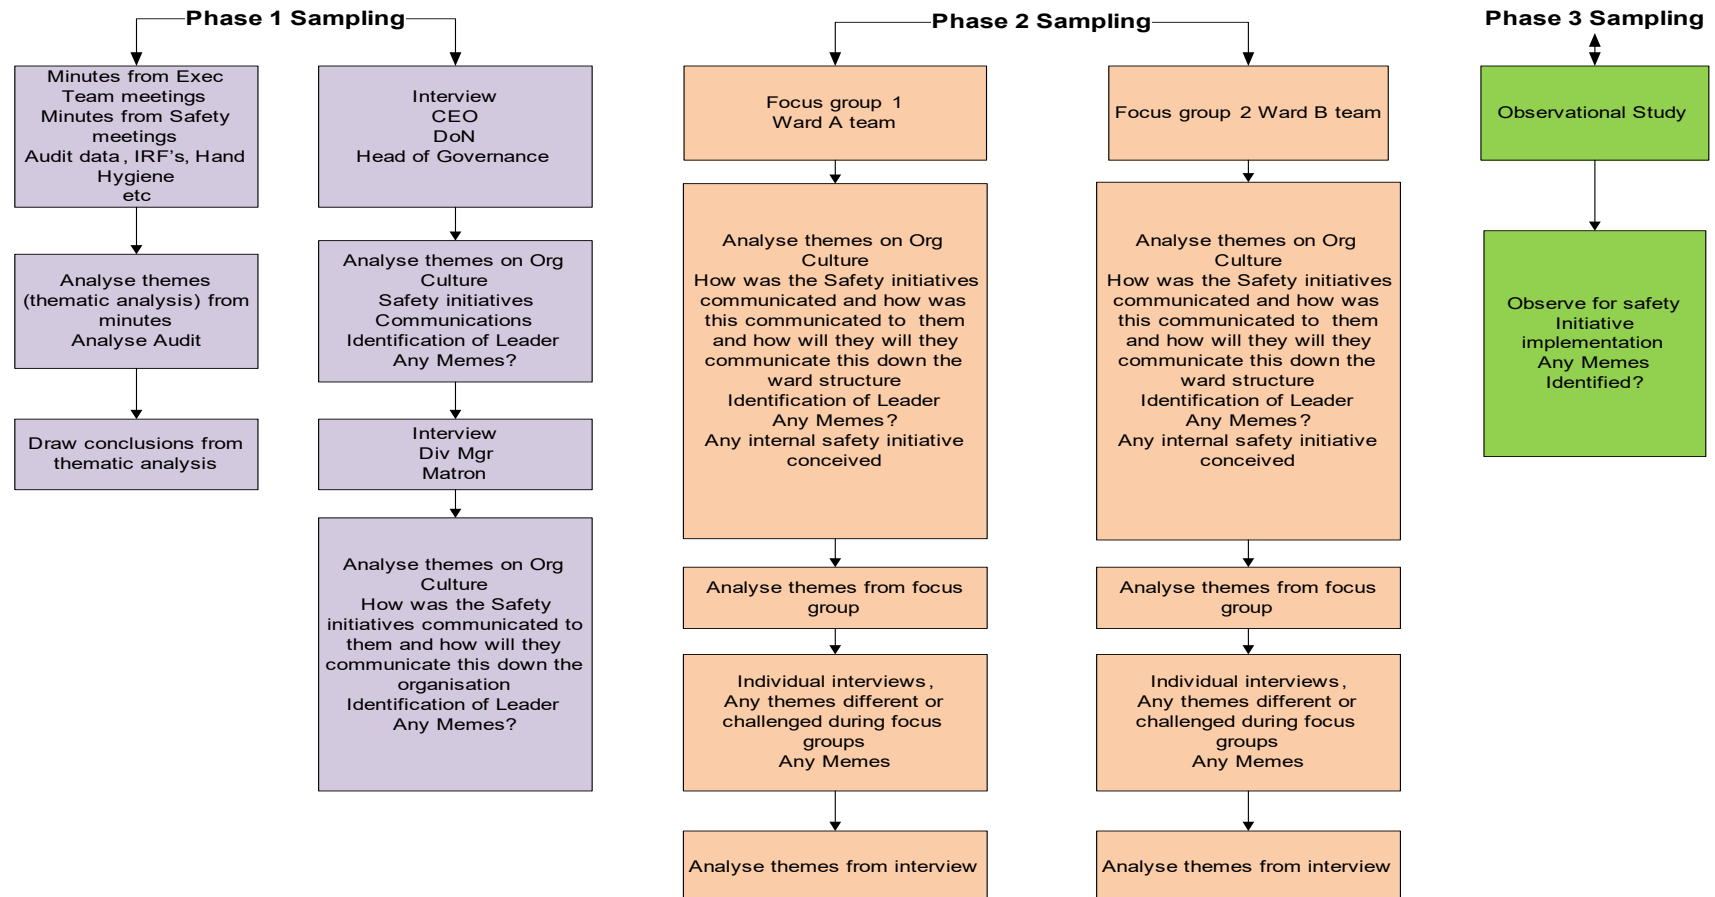 Phase 1 Sampling
Minutes from Exec
Team meetings
Minutes from Safety
meetings
Audit data, IRF's, Hand
Hygiene
etc
Analyse themes
(thematic analysis) from
minutes
Analyse Audit
Draw conclusions from
thematic analysis
Interview
CEO
DoN
Head of Governance
Analyse themes on Org
Culture
Safety initiatives
Communications
Identification of Leader
Any Memes?
Interview
Div Mgr
Matron
Analyse themes on Org
Culture
How was the Safety
initiatives communicated to
them and how will they
communicate this down the
organisation
Identification of Leader
Any Memes?
Phase 2 Sampling
Focus group 1
Ward A team
Analyse themes on Org
Culture
How was the Safety initiatives
communicated and how was
this communicated to them
and how will they will they
communicate this down the
ward structure
Identification of Leader
Any Memes?
Any internal safety initiative
conceived
Analyse themes from focus
group
Individual interviews,
Any themes different or
challenged during focus
groups
Any Memes
Analyse themes from interview
Focus group 2 Ward B team
Analyse themes on Org
Culture
How was the Safety initiatives
communicated and how was
this communicated to them
and how will they will they
communicate this down the
ward structure
Identification of Leader
Any Memes?
Any internal safety initiative
conceived
Analyse themes from focus
group
Individual interviews,
Any themes different or
challenged during focus
groups
Any Memes
Analyse themes from interview
Phase 3 Sampling
Observational Study
Observe for safety
Initiative
implementation
Any Memes
Identified?